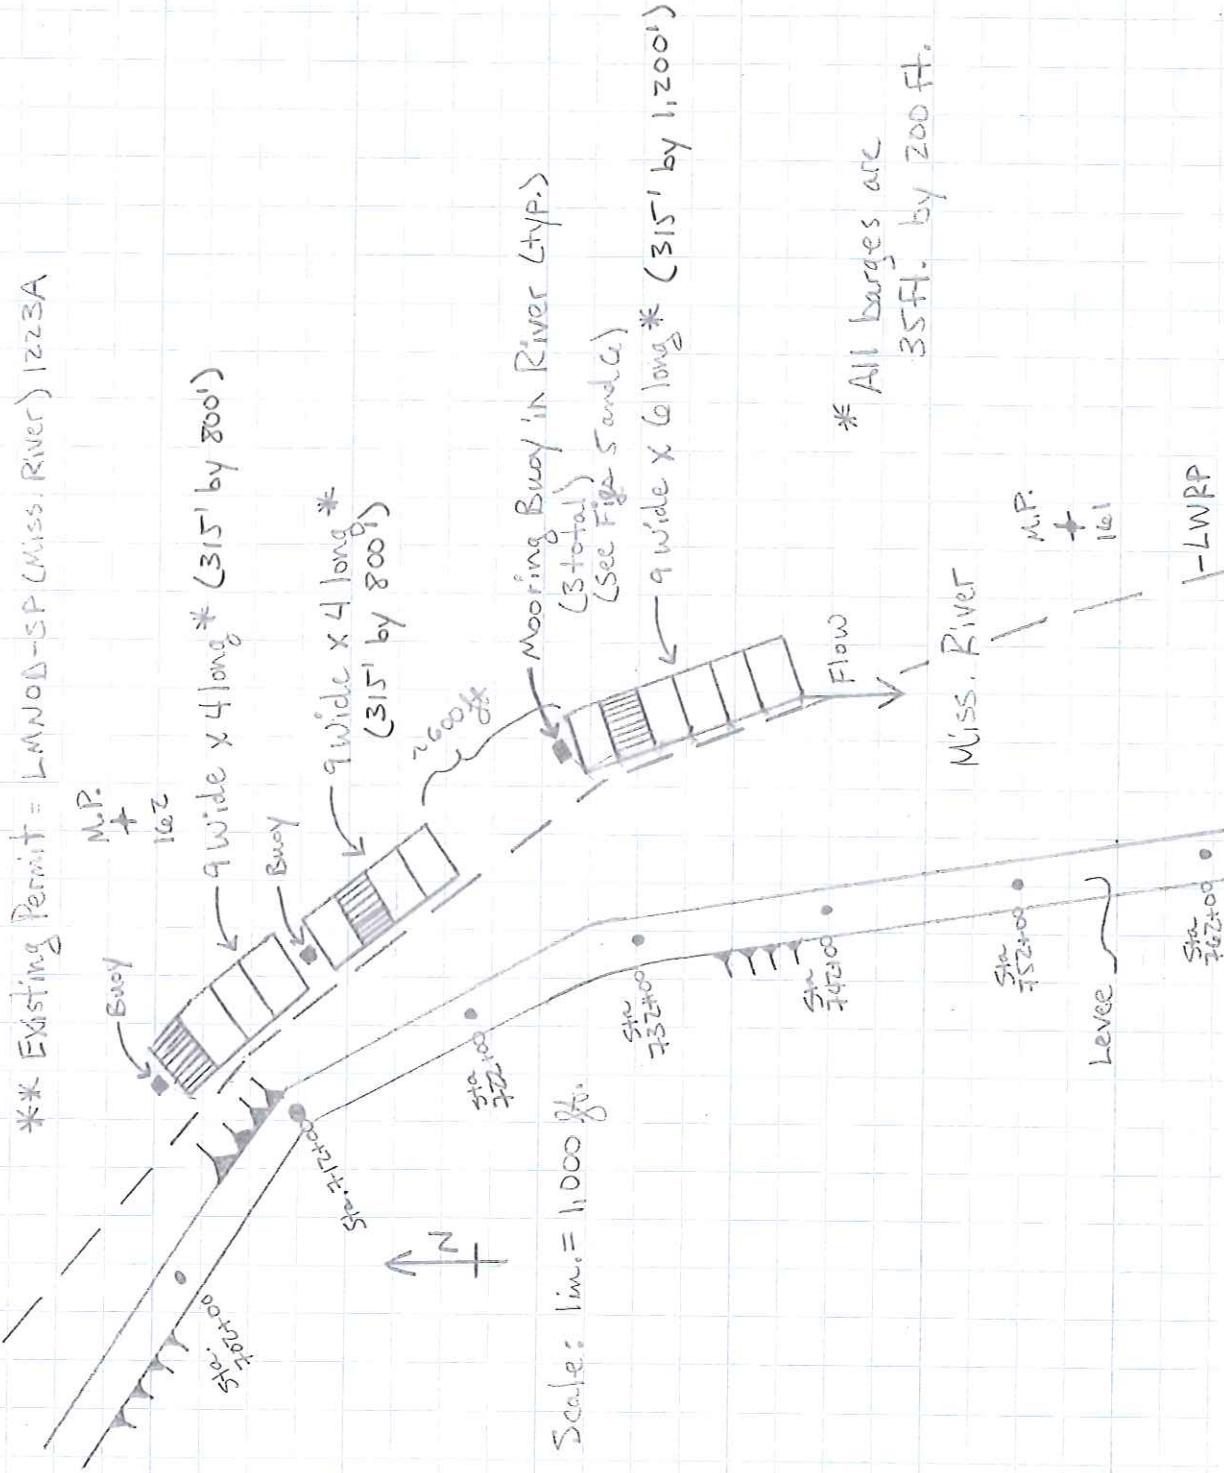 ** Existing Permit = LMNOD-SP (Miss. River) 1223A
M.P.
162
Buoy
9 wide x 4 long * (315' by 800')
Buoy
9 wide x 4 long *
(315' by 800')
~600 ft
Mooring Buoy in River (typ.)
(3 total)
(see Figs 5 and 6)
9 wide x 6 long * (315' by 1,200')
* All barges are
35 ft. by 200 ft.
Flow
Miss. River
M.P.
161
-LWRP
Sta.
702+00
Sta. 712+00
Sta
722+00
Sta
732+00
Sta
742+00
Sta
752+00
Sta
762+00
Levee
N
Scale: 1 in. = 1,000 ft.